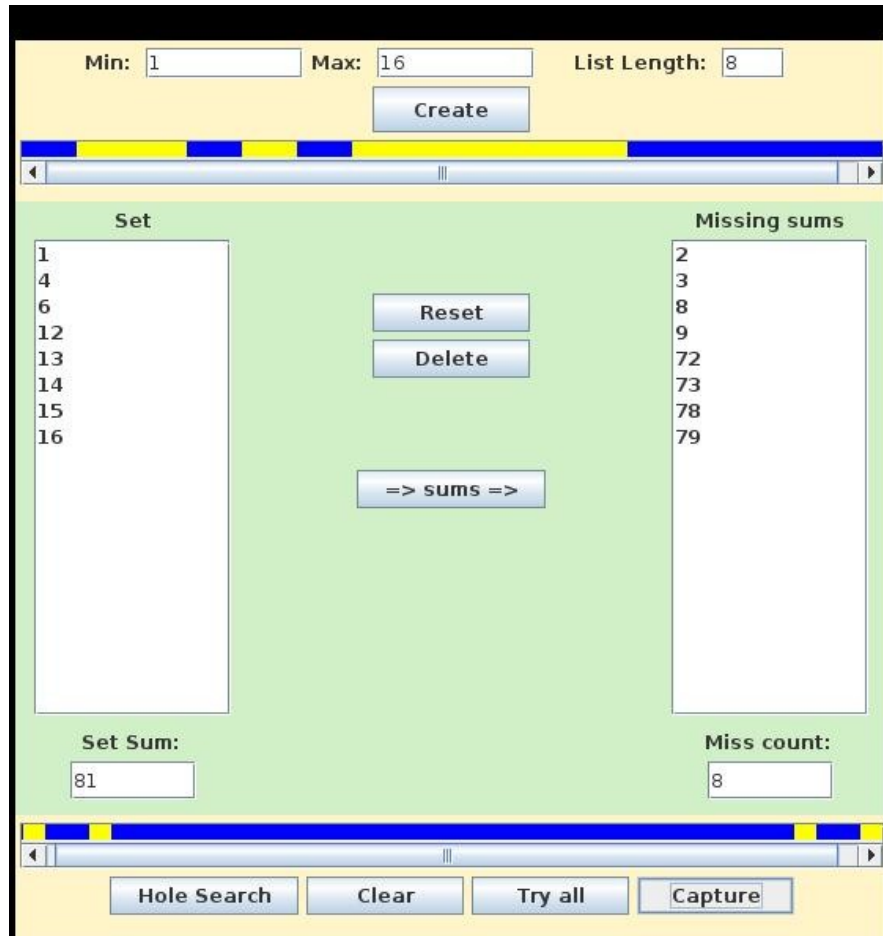 Min: 1 Max: 16 List Length: 8
Create
Set
Missing sums
1
4
6
12
13
14
15
16
Reset
Delete
=> sums =>
2
3
8
9
72
73
78
79
Set Sum:
81
Miss count:
8
Hole Search Clear Try all Capture